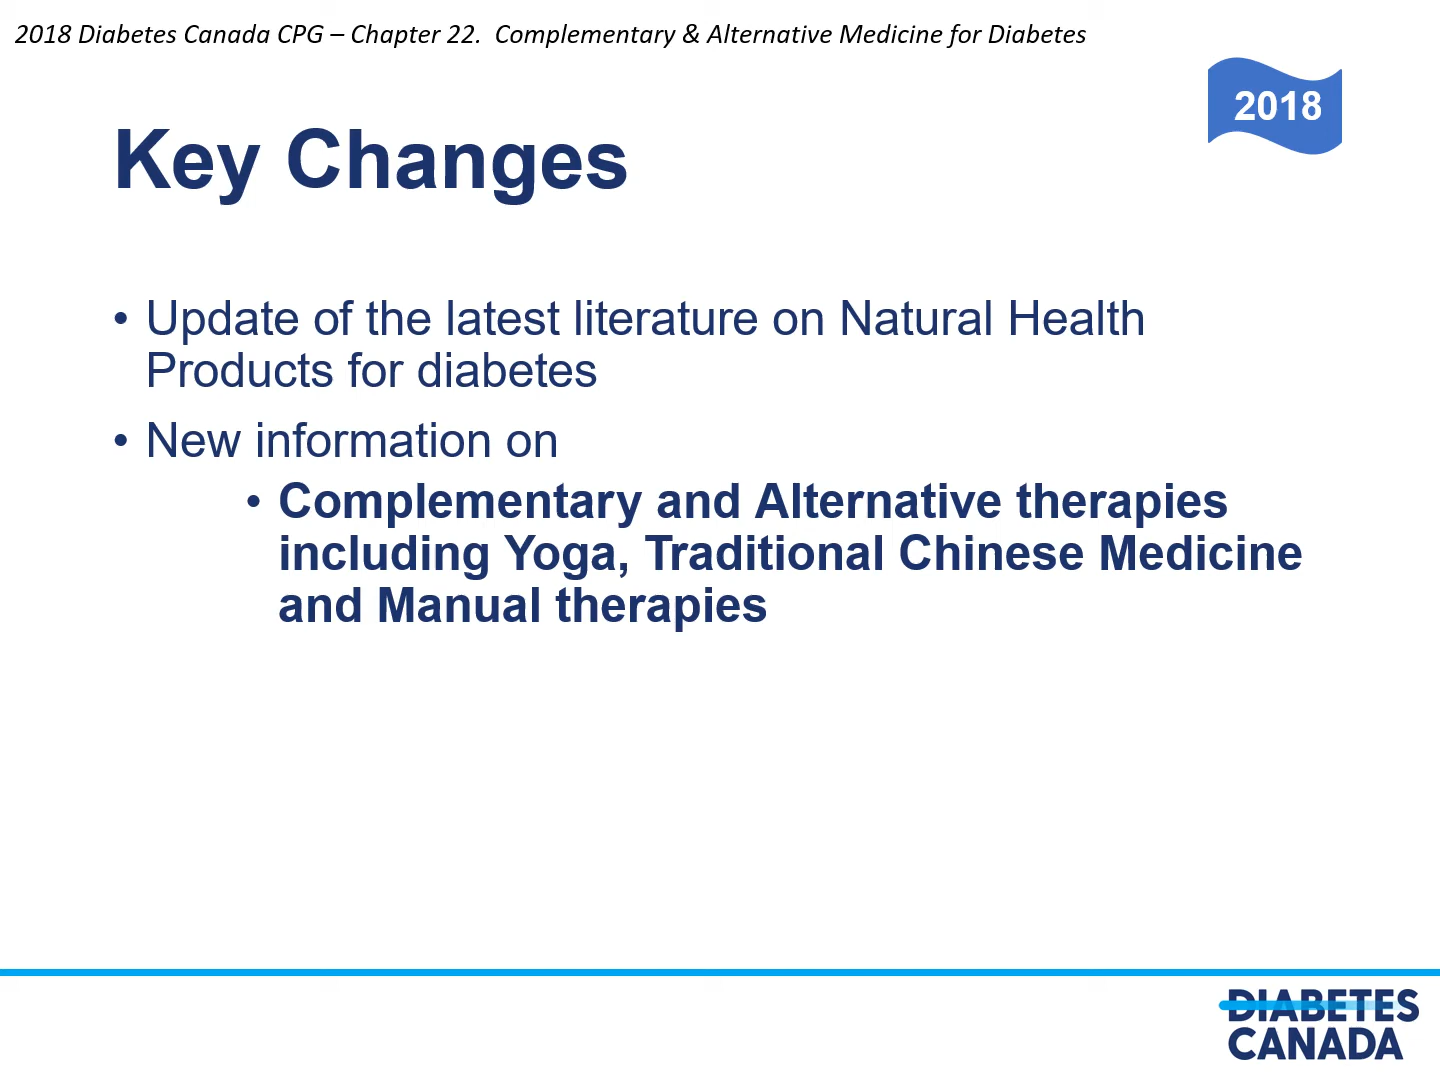 2018 Diabetes Canada CPG – Chapter 22.  Complementary & Alternative Medicine for Diabetes
2018
Key Changes
• Update of the latest literature on Natural Health
Products for diabetes
• New information on
• Complementary and Alternative therapies
including Yoga, Traditional Chinese Medicine
and Manual therapies
DIABETES
CANADA